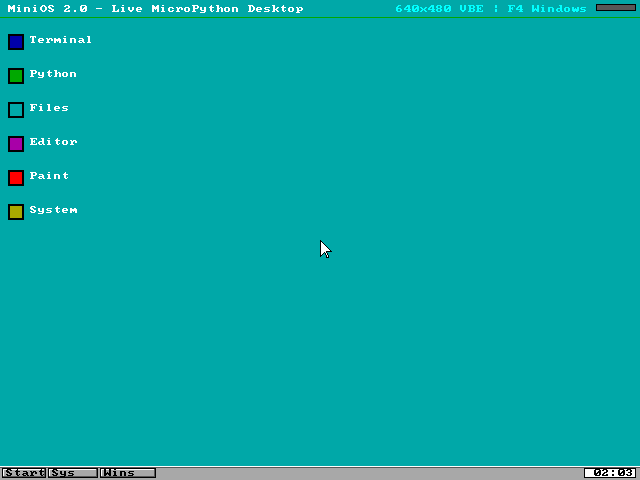 MiniOS 2.0 - Live MicroPython Desktop 640x480 VBE | F4 Windows
Terminal
Python
Files
Editor
Paint
System
Start Sys Wins 02:03